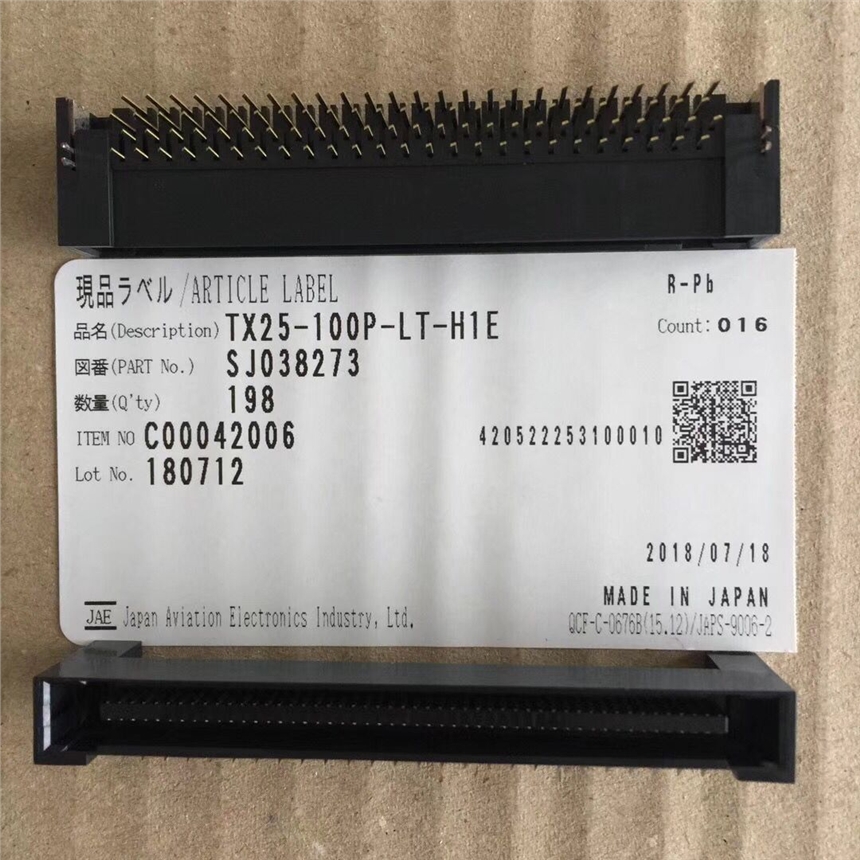 現品ラベル/ARTICLE LABEL
R-Pb
品名(Description) TX25-100P-LT-H1E
Count: 016
図番(PART No.) SJ038273
数量(Q'ty) 198
ITEM NO C00042006
420522253100010
Lot No. 180712
2018/07/18
MADE IN JAPAN
JAE Japan Aviation Electronics Industry, Ltd.
QCF-C-0676B(15.12)/JAPS-9006-2